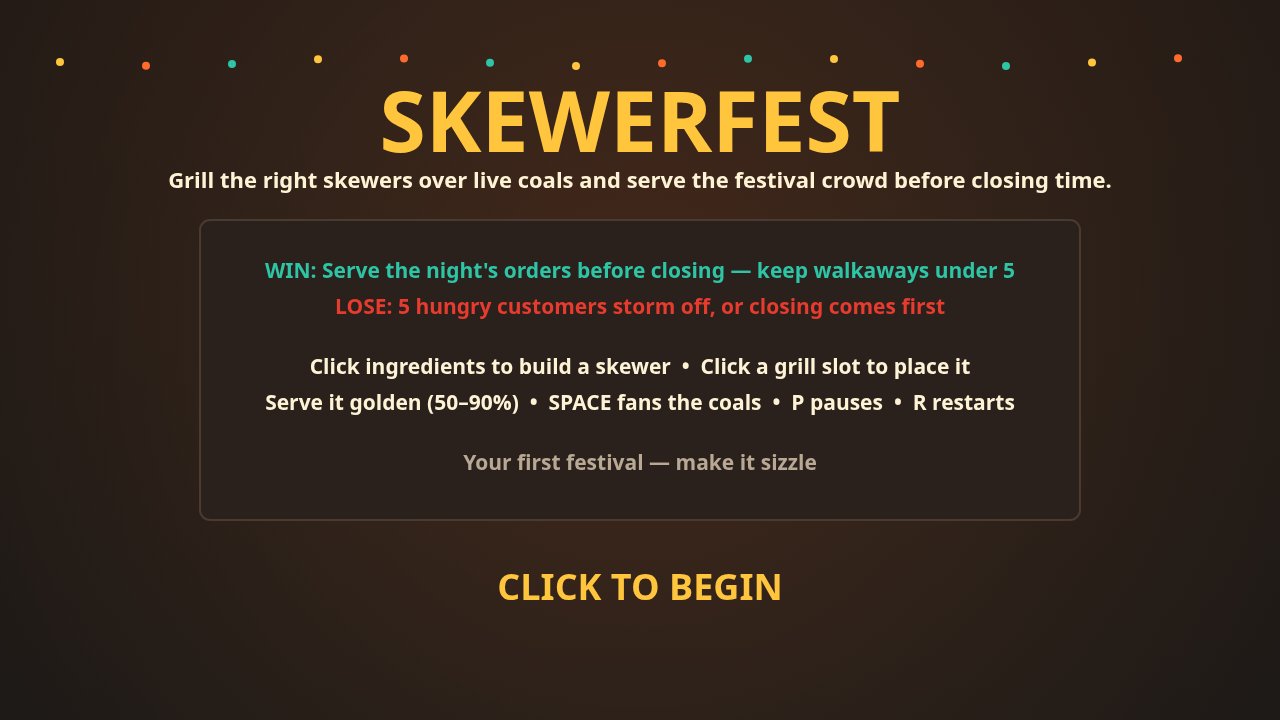 SKEWERFEST
Grill the right skewers over live coals and serve the festival crowd before closing time.
WIN: Serve the night's orders before closing — keep walkaways under 5
LOSE: 5 hungry customers storm off, or closing comes first
Click ingredients to build a skewer • Click a grill slot to place it
Serve it golden (50–90%) • SPACE fans the coals • P pauses • R restarts
Your first festival — make it sizzle
CLICK TO BEGIN